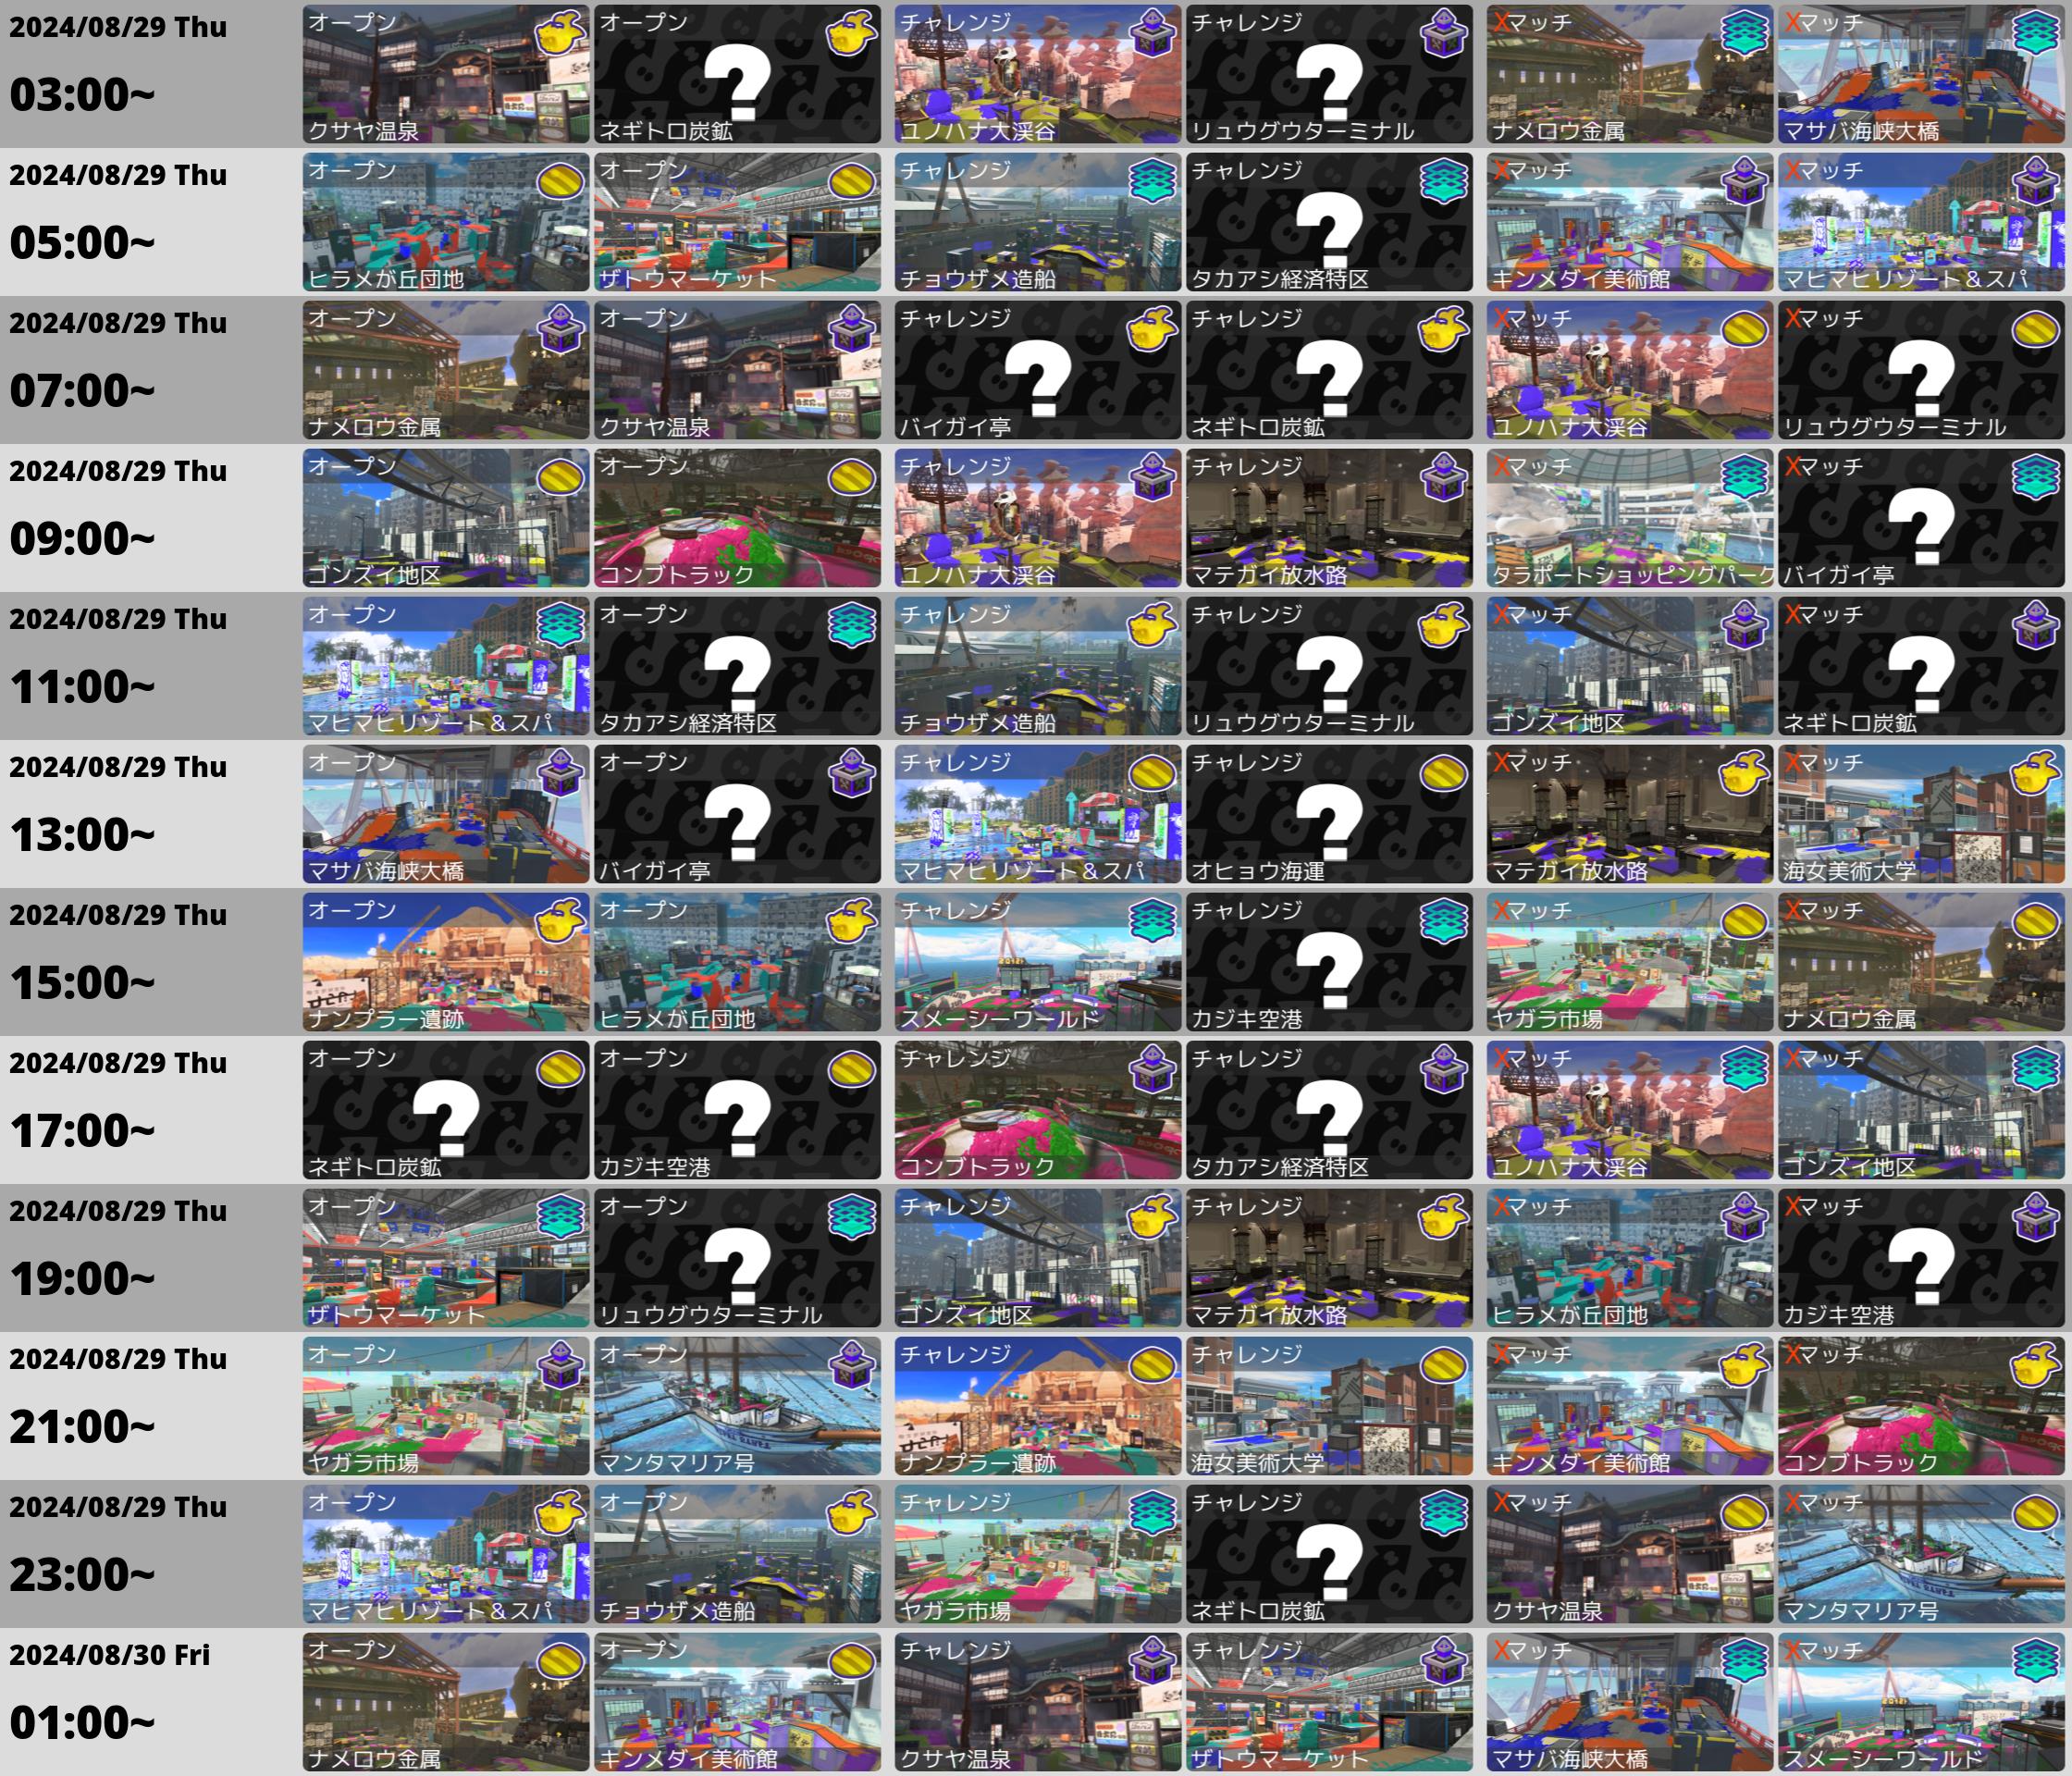 2024/08/29 Thu
03:00~
オープン
クサヤ温泉
オープン
ネギトロ炭鉱
チャレンジ
ユノハナ大渓谷
チャレンジ
リュウグウターミナル
Xマッチ
ナメロウ金属
Xマッチ
マサバ海峡大橋
2024/08/29 Thu
05:00~
オープン
ヒラメが丘団地
オープン
ザトウマーケット
チャレンジ
チョウザメ造船
チャレンジ
タカアシ経済特区
Xマッチ
キンメダイ美術館
Xマッチ
マヒマヒリゾート&スパ
2024/08/29 Thu
07:00~
オープン
ナメロウ金属
オープン
クサヤ温泉
チャレンジ
バイガイ亭
チャレンジ
ネギトロ炭鉱
Xマッチ
ユノハナ大渓谷
Xマッチ
リュウグウターミナル
2024/08/29 Thu
09:00~
オープン
ゴンズイ地区
オープン
コンブトラック
チャレンジ
ユノハナ大渓谷
チャレンジ
マテガイ放水路
Xマッチ
タラポートショッピングパーク
Xマッチ
バイガイ亭
2024/08/29 Thu
11:00~
オープン
マヒマヒリゾート&スパ
オープン
タカアシ経済特区
チャレンジ
チョウザメ造船
チャレンジ
リュウグウターミナル
Xマッチ
ゴンズイ地区
Xマッチ
ネギトロ炭鉱
2024/08/29 Thu
13:00~
オープン
マサバ海峡大橋
オープン
バイガイ亭
チャレンジ
マヒマヒリゾート&スパ
チャレンジ
オヒョウ海運
Xマッチ
マテガイ放水路
Xマッチ
海女美術大学
2024/08/29 Thu
15:00~
オープン
ナンプラー遺跡
オープン
ヒラメが丘団地
チャレンジ
スメーシーワールド
チャレンジ
カジキ空港
Xマッチ
ヤガラ市場
Xマッチ
ナメロウ金属
2024/08/29 Thu
17:00~
オープン
ネギトロ炭鉱
オープン
カジキ空港
チャレンジ
コンブトラック
チャレンジ
タカアシ経済特区
Xマッチ
ユノハナ大渓谷
Xマッチ
ゴンズイ地区
2024/08/29 Thu
19:00~
オープン
ザトウマーケット
オープン
リュウグウターミナル
チャレンジ
ゴンズイ地区
チャレンジ
マテガイ放水路
Xマッチ
ヒラメが丘団地
Xマッチ
カジキ空港
2024/08/29 Thu
21:00~
オープン
ヤガラ市場
オープン
マンタマリア号
チャレンジ
ナンプラー遺跡
チャレンジ
海女美術大学
Xマッチ
キンメダイ美術館
Xマッチ
コンブトラック
2024/08/29 Thu
23:00~
オープン
マヒマヒリゾート&スパ
オープン
チョウザメ造船
チャレンジ
ヤガラ市場
チャレンジ
ネギトロ炭鉱
Xマッチ
クサヤ温泉
Xマッチ
マンタマリア号
2024/08/30 Fri
01:00~
オープン
ナメロウ金属
オープン
キンメダイ美術館
チャレンジ
クサヤ温泉
チャレンジ
ザトウマーケット
Xマッチ
マサバ海峡大橋
Xマッチ
スメーシーワールド